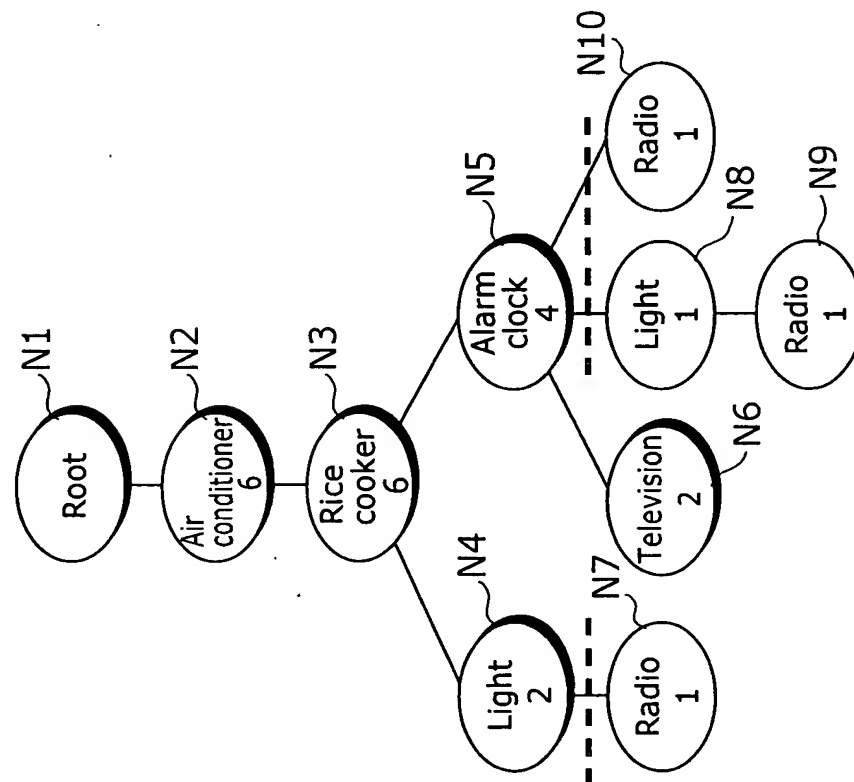 Root
N1
Air
conditioner
6
N2
Rice
cooker
6
N3
Light
2
N4
Alarm
clock
4
N5
Radio
1
N7
Television
2
N6
Light
1
N8
Radio
1
N10
Radio
1
N9